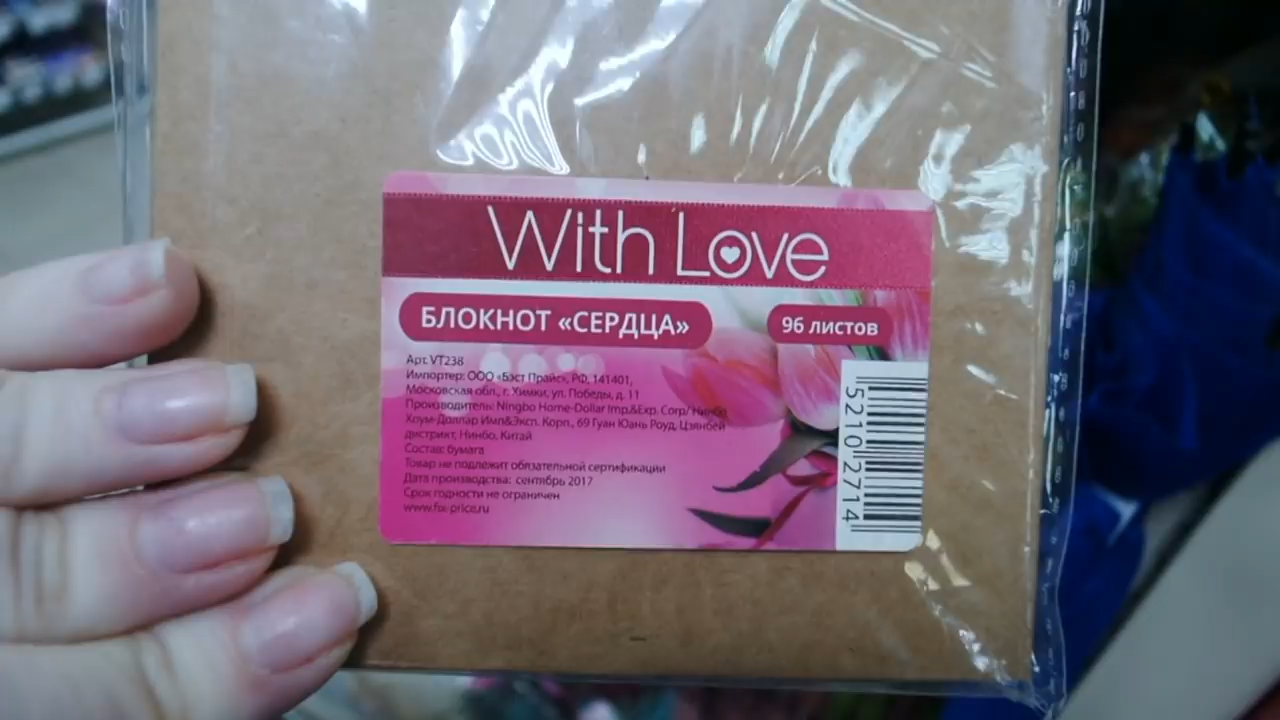 With Love
БЛОКНОТ «СЕРДЦА»
96 листов
Арт. VT238
Импортер: ООО «Бэст Прайс», РФ, 141401,
Московская обл., г. Химки, ул. Победы, д. 11
Производитель: Ningbo Home-Dollar Imp.&Exp. Corp/ Нинбо
Хоум-Доллар Имп&Эксп. Корп., 69 Гуан Юань Роуд, Цзянбей
дистрикт, Нинбо, Китай
Состав: бумага
Товар не подлежит обязательной сертификации
Дата производства: сентябрь 2017
Срок годности не ограничен
www.fix-price.ru
5210 2714